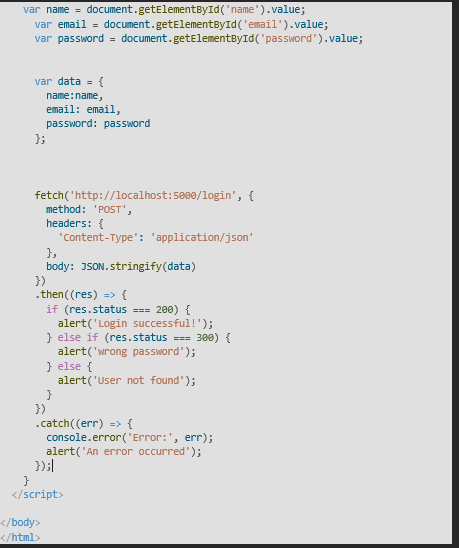 var name = document.getElementById('name').value;
var email = document.getElementById('email').value;
var password = document.getElementById('password').value;
var data = {
name:name,
email: email,
password: password
};
fetch('http://localhost:5000/login', {
method: 'POST',
headers: {
'Content-Type': 'application/json'
},
body: JSON.stringify(data)
})
.then((res) => {
if (res.status === 200) {
alert('Login successful!');
} else if (res.status === 300) {
alert('wrong password');
} else {
alert('User not found');
}
})
.catch((err) => {
console.error('Error:', err);
alert('An error occurred');
});
}
</script>
</body>
</html>